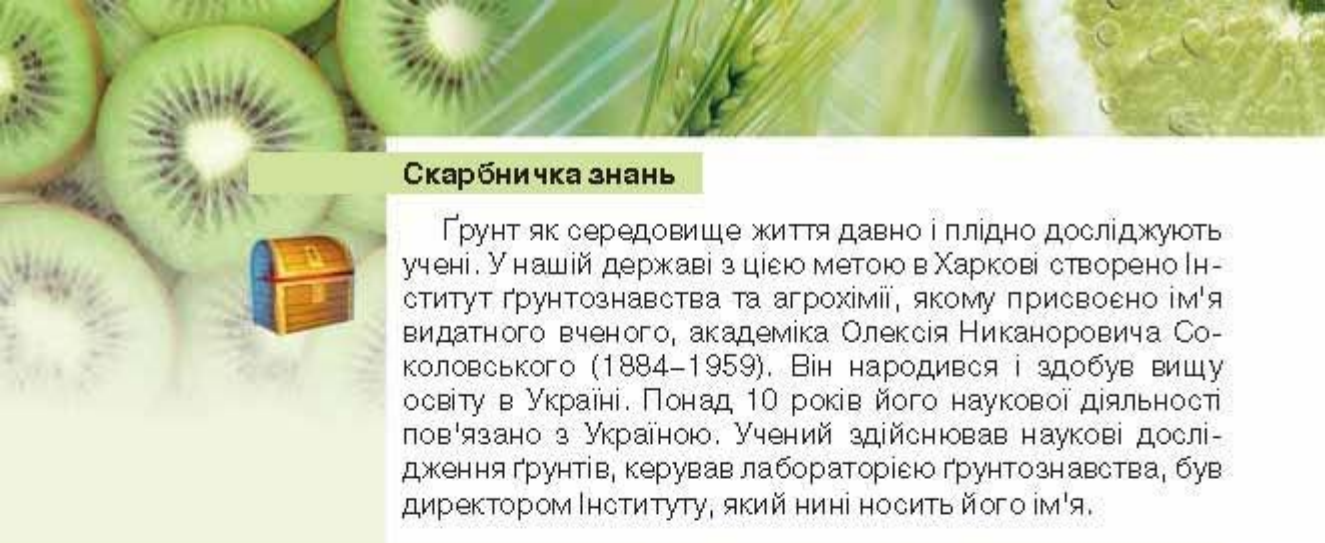 Скарбничка знань
Ґрунт як середовище життя давно і плідно досліджують
учені. У нашій державі з цією метою в Харкові створено Ін-
ститут ґрунтознавства та агрохімії, якому присвоєно ім'я
видатного вченого, академіка Олексія Никаноровича Со-
коловського (1884–1959). Він народився і здобув вищу
освіту в Україні. Понад 10 років його наукової діяльності
пов'язано з Україною. Учений здійснював наукові дослі-
дження ґрунтів, керував лабораторією ґрунтознавства, був
директором Інституту, який нині носить його ім'я.